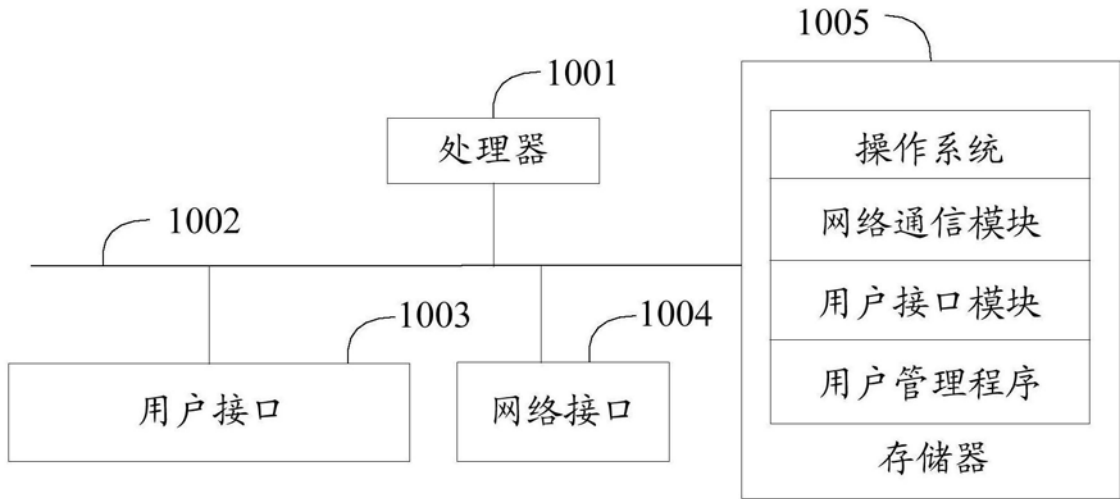 1005
1001
处理器
操作系统
网络通信模块
1002
用户接口模块
1003
1004
用户管理程序
用户接口
网络接口
存储器